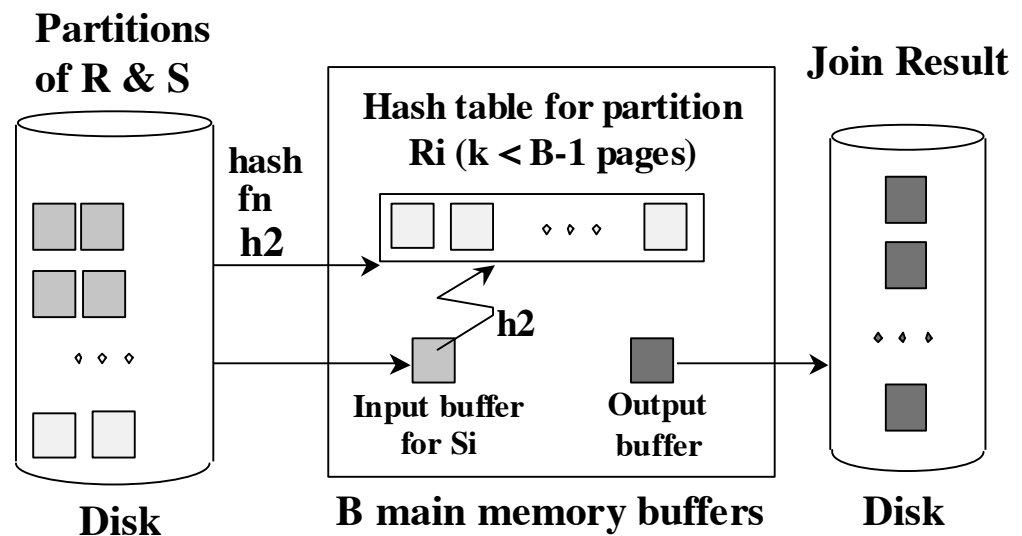 Partitions
of R & S
Join Result
Hash table for partition
Ri (k < B-1 pages)
hash
fn
h2
h2
Input buffer
for Si
Output
buffer
Disk
B main memory buffers
Disk